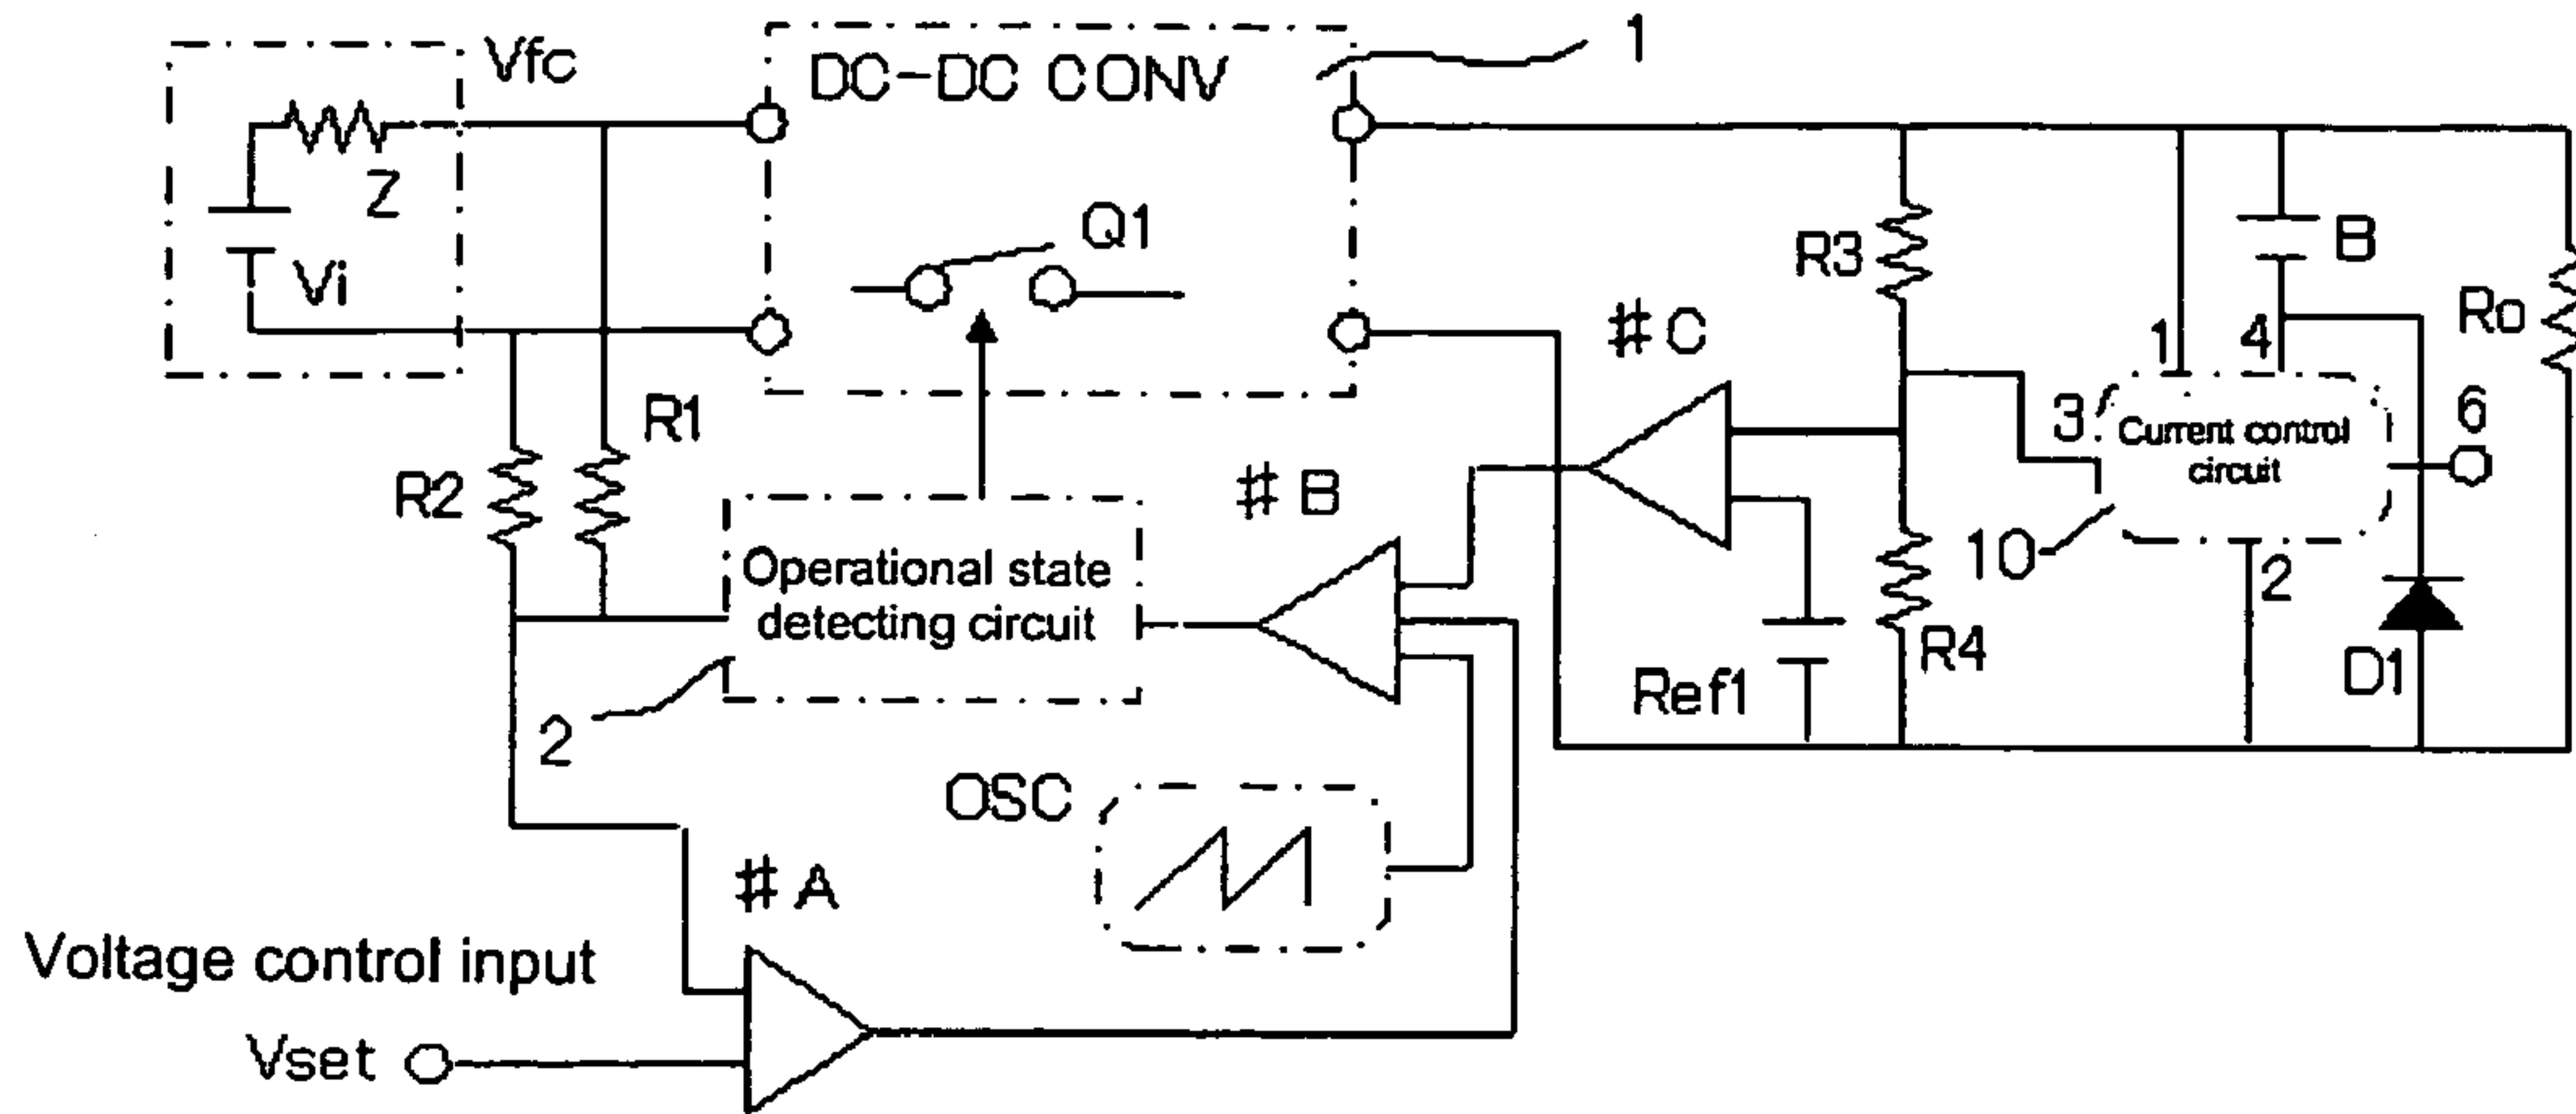 1
Vfc
DC-DC CONV
Z
Vi
Q1
R3
B
Ro
#C
1
4
R1
3
6
Current control
circuit
R2
#B
10
Operational state
detecting circuit
2
R4
Ref1
D1
2
OSC
#A
Voltage control input
Vset